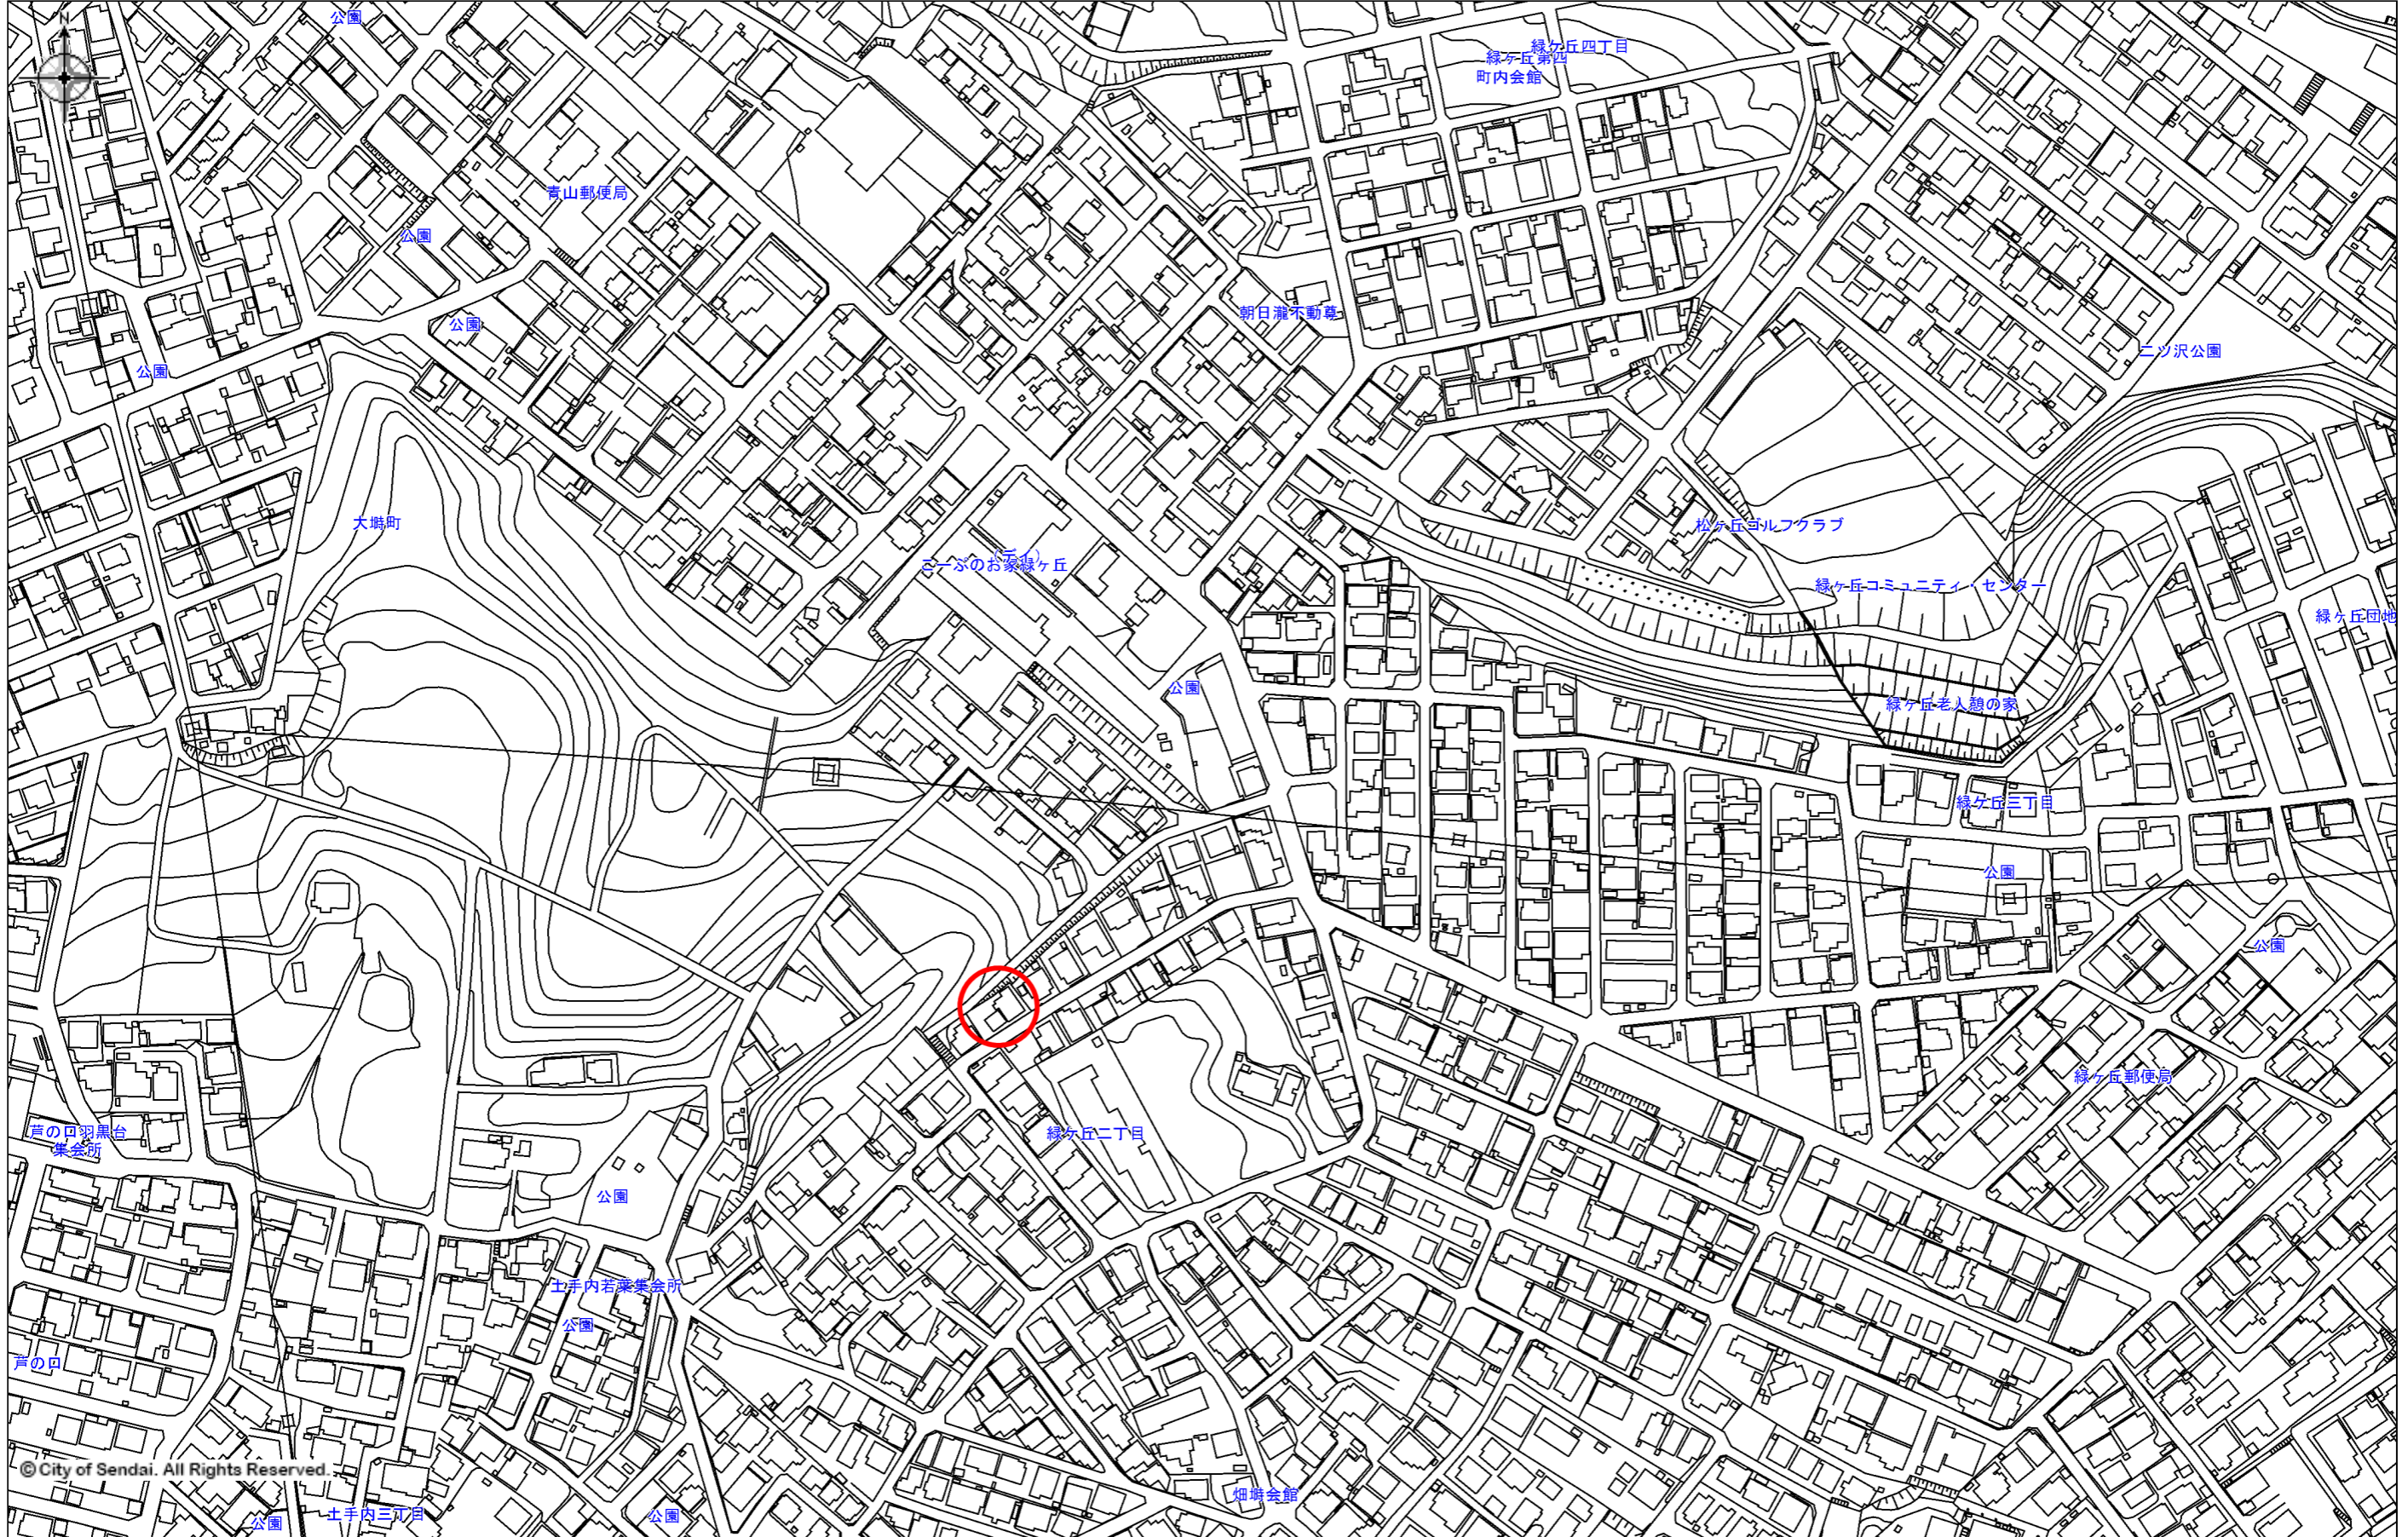 公園
N
緑ケ丘四丁目
緑ヶ丘第四
町内会館
青山郵便局
公園
朝日瀧不動尊
公園
二ツ沢公園
公園
大塒町
松ヶ丘ゴルフクラブ
(デイ)
こーぷのお家緑ヶ丘
緑ヶ丘コミュニティ・センター
緑ヶ丘団地
公園
緑ヶ丘老人憩の家
緑ケ丘三丁目
公園
公園
緑ヶ丘郵便局
芦の口羽黒台
集会所
緑ケ丘二丁目
公園
土手内若葉集会所
公園
芦の口
©City of Sendai. All Rights Reserved.
畑塒会館
土手内三丁目
公園
公園